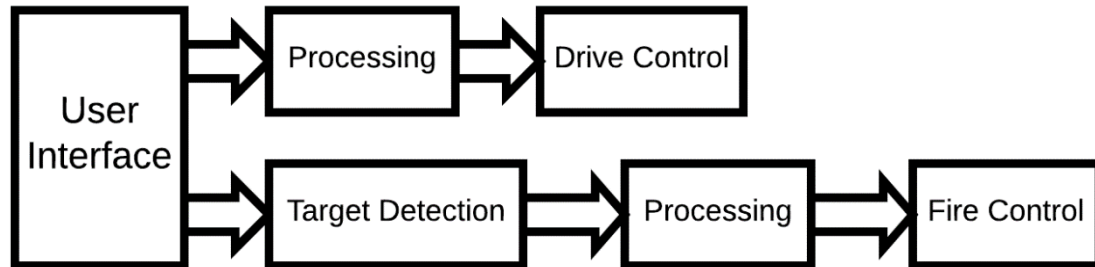 User
Interface
Processing
Drive Control
Target Detection
Processing
Fire Control